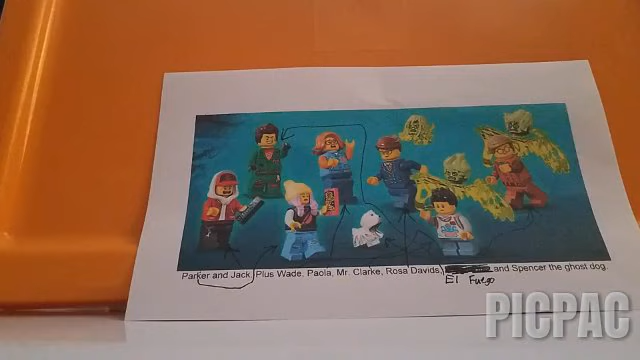 Parker and Jack. Plus Wade, Paola, Mr. Clarke, Rosa Davids, and Spencer the ghost dog.
El Fuego
PICPAC